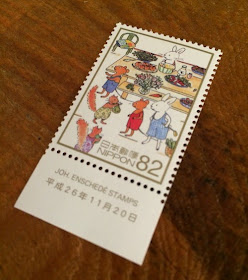 日本郵便
NIPPON 82
JOH. ENSCHEDÉ STAMPS
平成26年11月20日